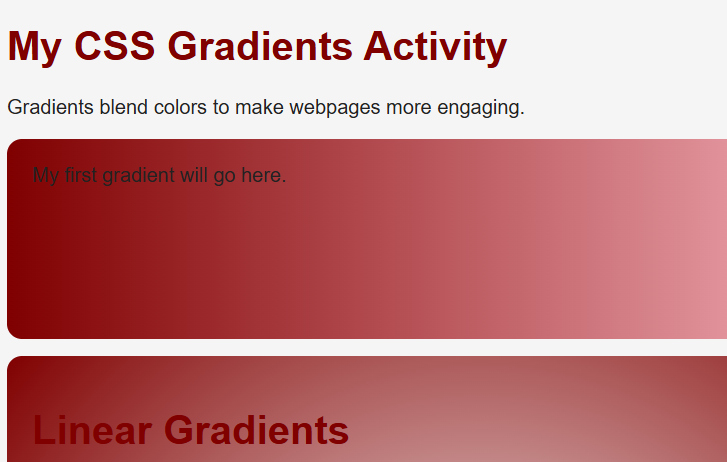 My CSS Gradients Activity
Gradients blend colors to make webpages more engaging.
My first gradient will go here.
Linear Gradients